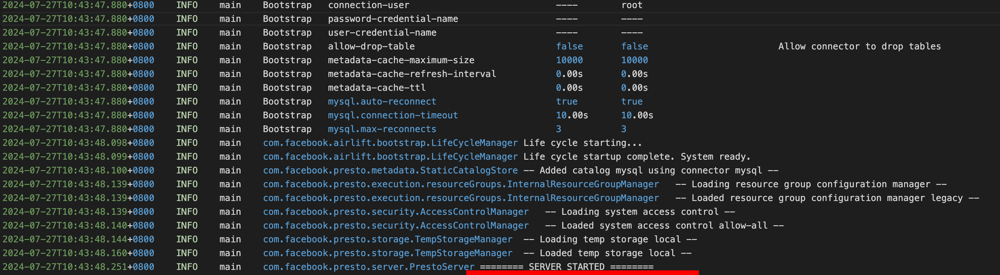 2024-07-27T10:43:47.880+0800 INFO main Bootstrap connection-user ---- root
2024-07-27T10:43:47.880+0800 INFO main Bootstrap password-credential-name ---- ----
2024-07-27T10:43:47.880+0800 INFO main Bootstrap user-credential-name ---- ----
2024-07-27T10:43:47.880+0800 INFO main Bootstrap allow-drop-table false false Allow connector to drop tables
2024-07-27T10:43:47.880+0800 INFO main Bootstrap metadata-cache-maximum-size 10000 10000
2024-07-27T10:43:47.880+0800 INFO main Bootstrap metadata-cache-refresh-interval 0.00s 0.00s
2024-07-27T10:43:47.880+0800 INFO main Bootstrap metadata-cache-ttl 0.00s 0.00s
2024-07-27T10:43:47.880+0800 INFO main Bootstrap mysql.auto-reconnect true true
2024-07-27T10:43:47.880+0800 INFO main Bootstrap mysql.connection-timeout 10.00s 10.00s
2024-07-27T10:43:47.880+0800 INFO main Bootstrap mysql.max-reconnects 3 3
2024-07-27T10:43:48.098+0800 INFO main com.facebook.airlift.bootstrap.LifeCycleManager Life cycle starting...
2024-07-27T10:43:48.099+0800 INFO main com.facebook.airlift.bootstrap.LifeCycleManager Life cycle startup complete. System ready.
2024-07-27T10:43:48.100+0800 INFO main com.facebook.presto.metadata.StaticCatalogStore -- Added catalog mysql using connector mysql --
2024-07-27T10:43:48.139+0800 INFO main com.facebook.presto.execution.resourceGroups.InternalResourceGroupManager -- Loading resource group configuration manager --
2024-07-27T10:43:48.139+0800 INFO main com.facebook.presto.execution.resourceGroups.InternalResourceGroupManager -- Loaded resource group configuration manager legacy --
2024-07-27T10:43:48.139+0800 INFO main com.facebook.presto.security.AccessControlManager -- Loading system access control --
2024-07-27T10:43:48.140+0800 INFO main com.facebook.presto.security.AccessControlManager -- Loaded system access control allow-all --
2024-07-27T10:43:48.144+0800 INFO main com.facebook.presto.storage.TempStorageManager -- Loading temp storage local --
2024-07-27T10:43:48.160+0800 INFO main com.facebook.presto.storage.TempStorageManager -- Loaded temp storage local --
2024-07-27T10:43:48.251+0800 INFO main com.facebook.presto.server.PrestoServer ======== SERVER STARTED ========